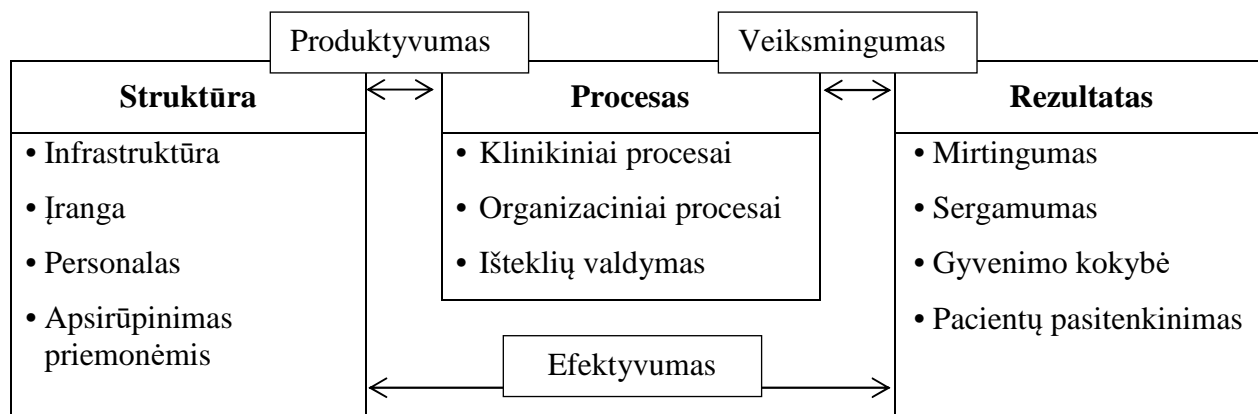 Produktyvumas
Veiksmingumas
Struktūra
Procesas
Rezultatas
• Infrastruktūra
• Įranga
• Personalas
• Apsirūpinimas
priemonėmis
• Klinikiniai procesai
• Organizaciniai procesai
• Išteklių valdymas
• Mirtingumas
• Sergamumas
• Gyvenimo kokybė
• Pacientų pasitenkinimas
Efektyvumas